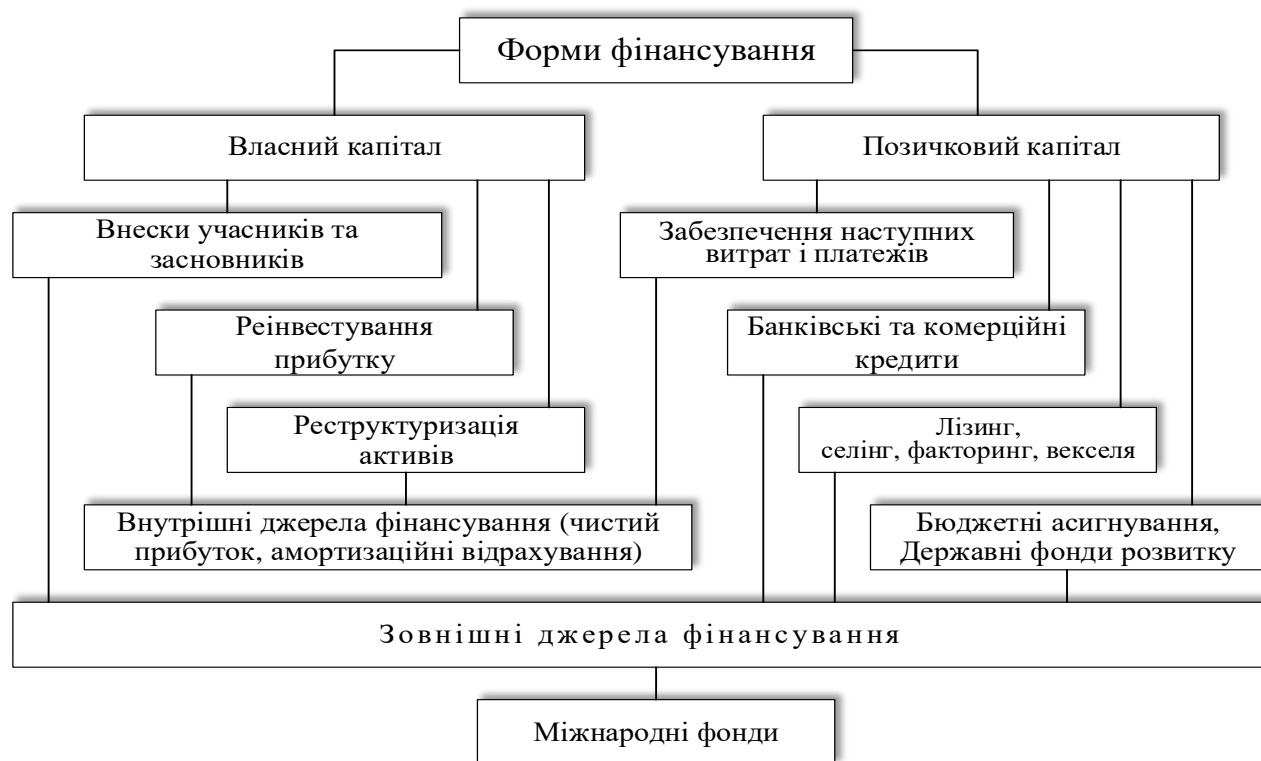 Форми фінансування
Власний капітал
Позичковий капітал
Внески учасників та
засновників
Забезпечення наступних
витрат і платежів
Реінвестування
прибутку
Банківські та комерційні
кредити
Реструктуризація
активів
Лізинг,
селінг, факторинг, векселя
Внутрішні джерела фінансування (чистий
прибуток, амортизаційні відрахування)
Бюджетні асигнування,
Державні фонди розвитку
Зовнішні джерела фінансування
Міжнародні фонди